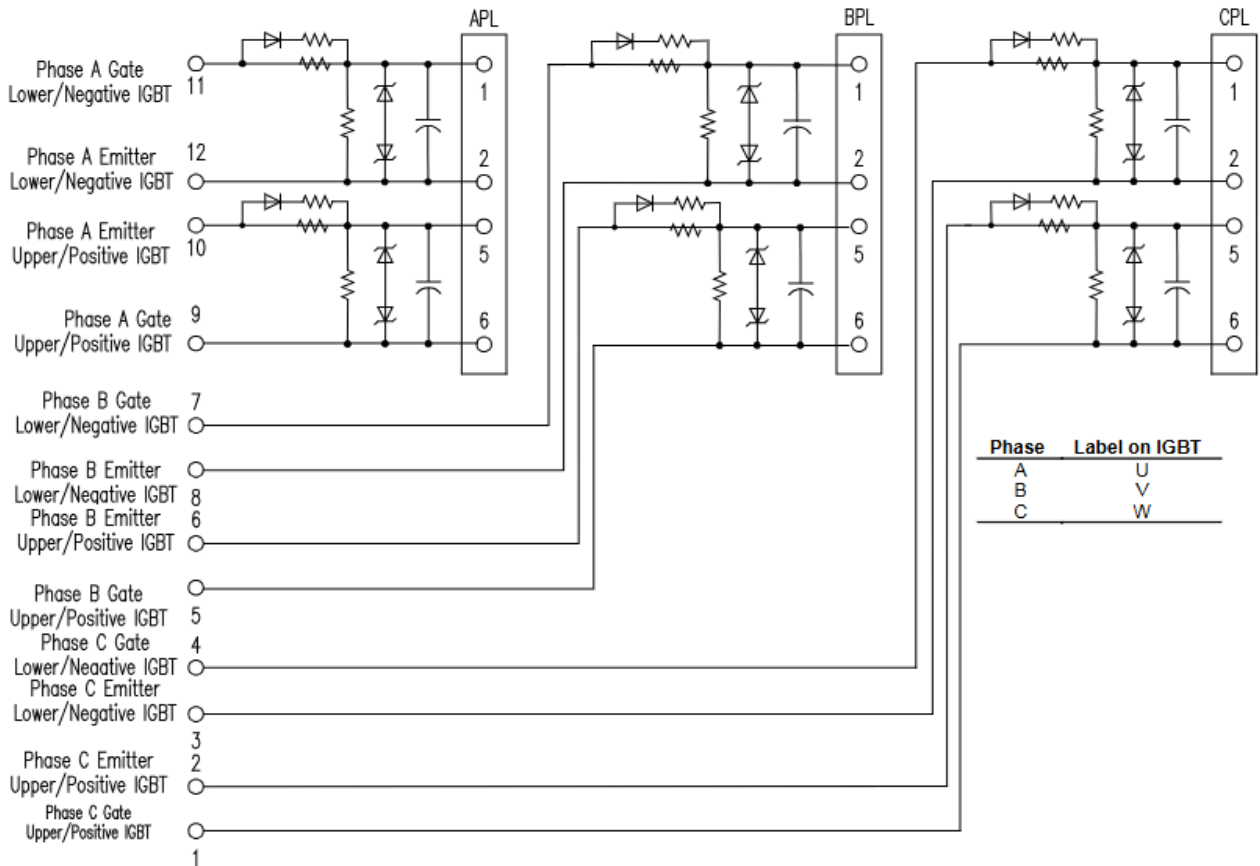 APL
BPL
CPL
Phase A Gate
Lower/Negative IGBT
11
1
1
1
Phase A Emitter
Lower/Negative IGBT
12
2
2
2
Phase A Emitter
Upper/Positive IGBT
10
5
5
5
Phase A Gate
Upper/Positive IGBT
9
6
6
6
Phase B Gate
Lower/Negative IGBT
7
Phase B Emitter
Lower/Negative IGBT
8
Phase B Emitter
Upper/Positive IGBT
6
Phase B Gate
Upper/Positive IGBT
5
Phase C Gate
Lower/Negative IGBT
4
Phase C Emitter
Lower/Negative IGBT
3
Phase C Emitter
Upper/Positive IGBT
2
Phase C Gate
Upper/Positive IGBT
1
Phase Label on IGBT
A U
B V
C W